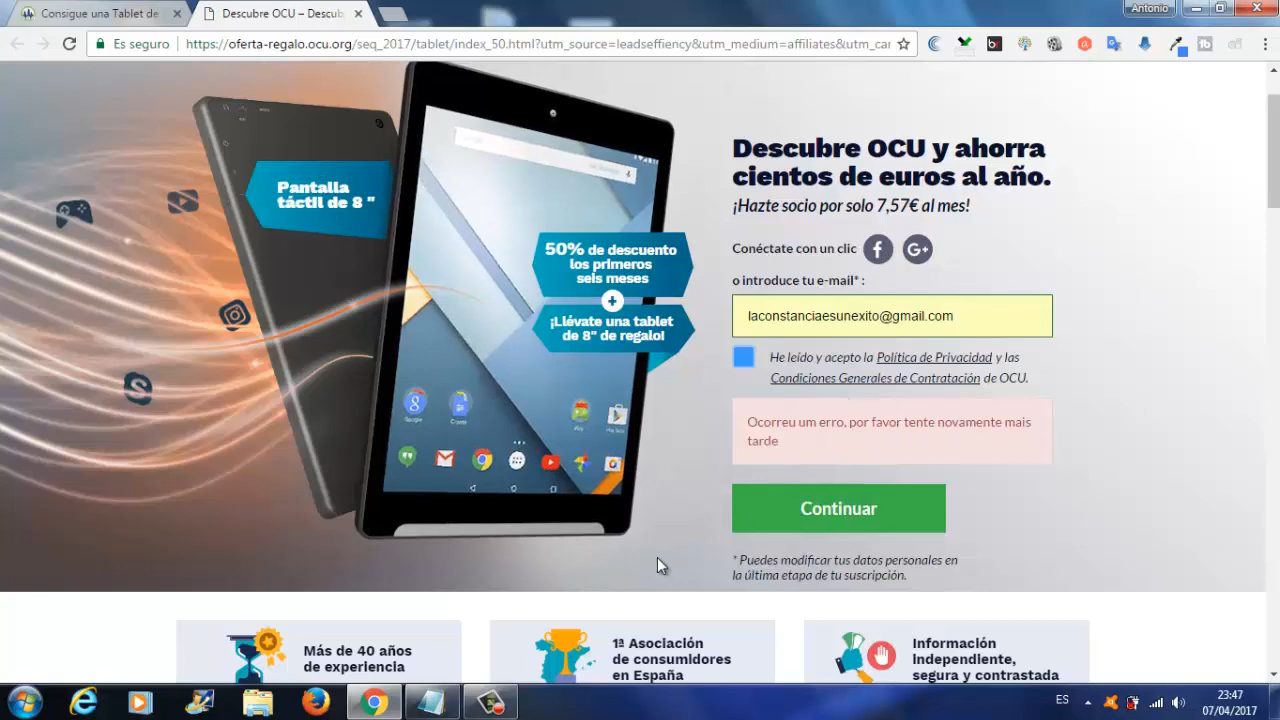 Consigue una Tablet de
Descubre OCU – Descub
Antonio
Es seguro
https://oferta-regalo.ocu.org/seq_2017/tablet/index_50.html?utm_source=leadseffiency&utm_medium=affiliates&utm_car
Pantalla
táctil de 8 "
50% de descuento
los primeros
seis meses
+
¡Llévate una tablet
de 8" de regalo!
Google
Play
Descubre OCU y ahorra
cientos de euros al año.
¡Hazte socio por solo 7,57€ al mes!
Conéctate con un clic
o introduce tu e-mail* :
laconstanciaesunexito@gmail.com
He leído y acepto la Política de Privacidad y las
Condiciones Generales de Contratación de OCU.
Ocorreu um erro, por favor tente novamente mais
tarde
Continuar
* Puedes modificar tus datos personales en
la última etapa de tu suscripción.
Más de 40 años
de experiencia
1ª Asociación
de consumidores
en España
Información
independiente,
segura y contrastada
ES
23:47
07/04/2017